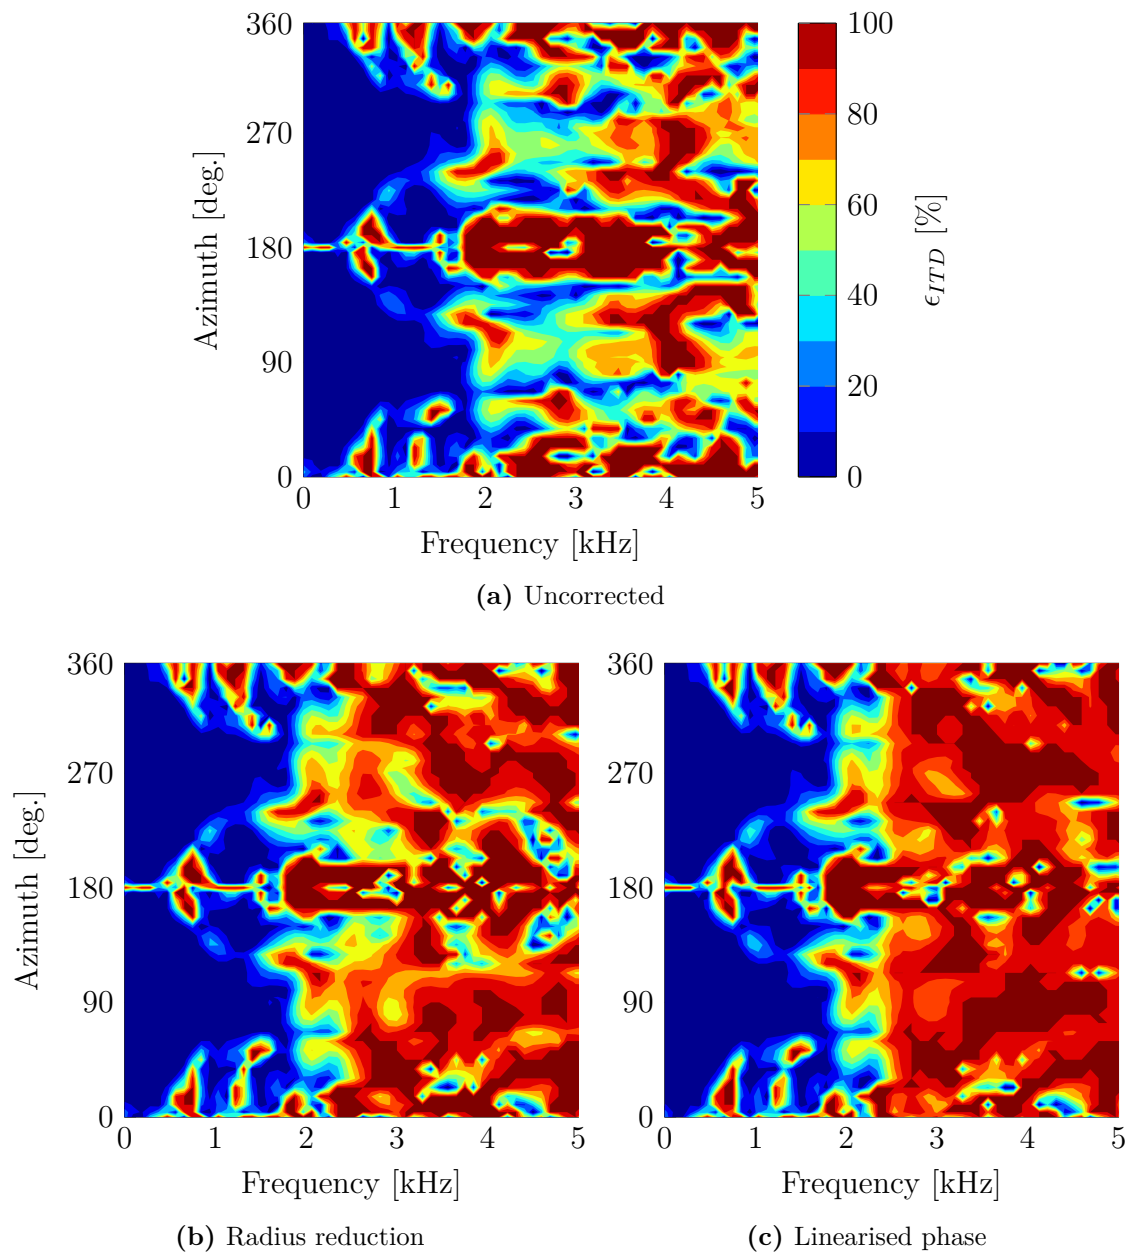 360
270
180
90
0
Azimuth [deg.]
0 1 2 3 4 5
Frequency [kHz]
100
80
60
40
20
0
ϵ_ITD [%]
(a) Uncorrected
360
270
180
90
0
Azimuth [deg.]
0 1 2 3 4 5
Frequency [kHz]
(b) Radius reduction
360
270
180
90
0
0 1 2 3 4 5
Frequency [kHz]
(c) Linearised phase